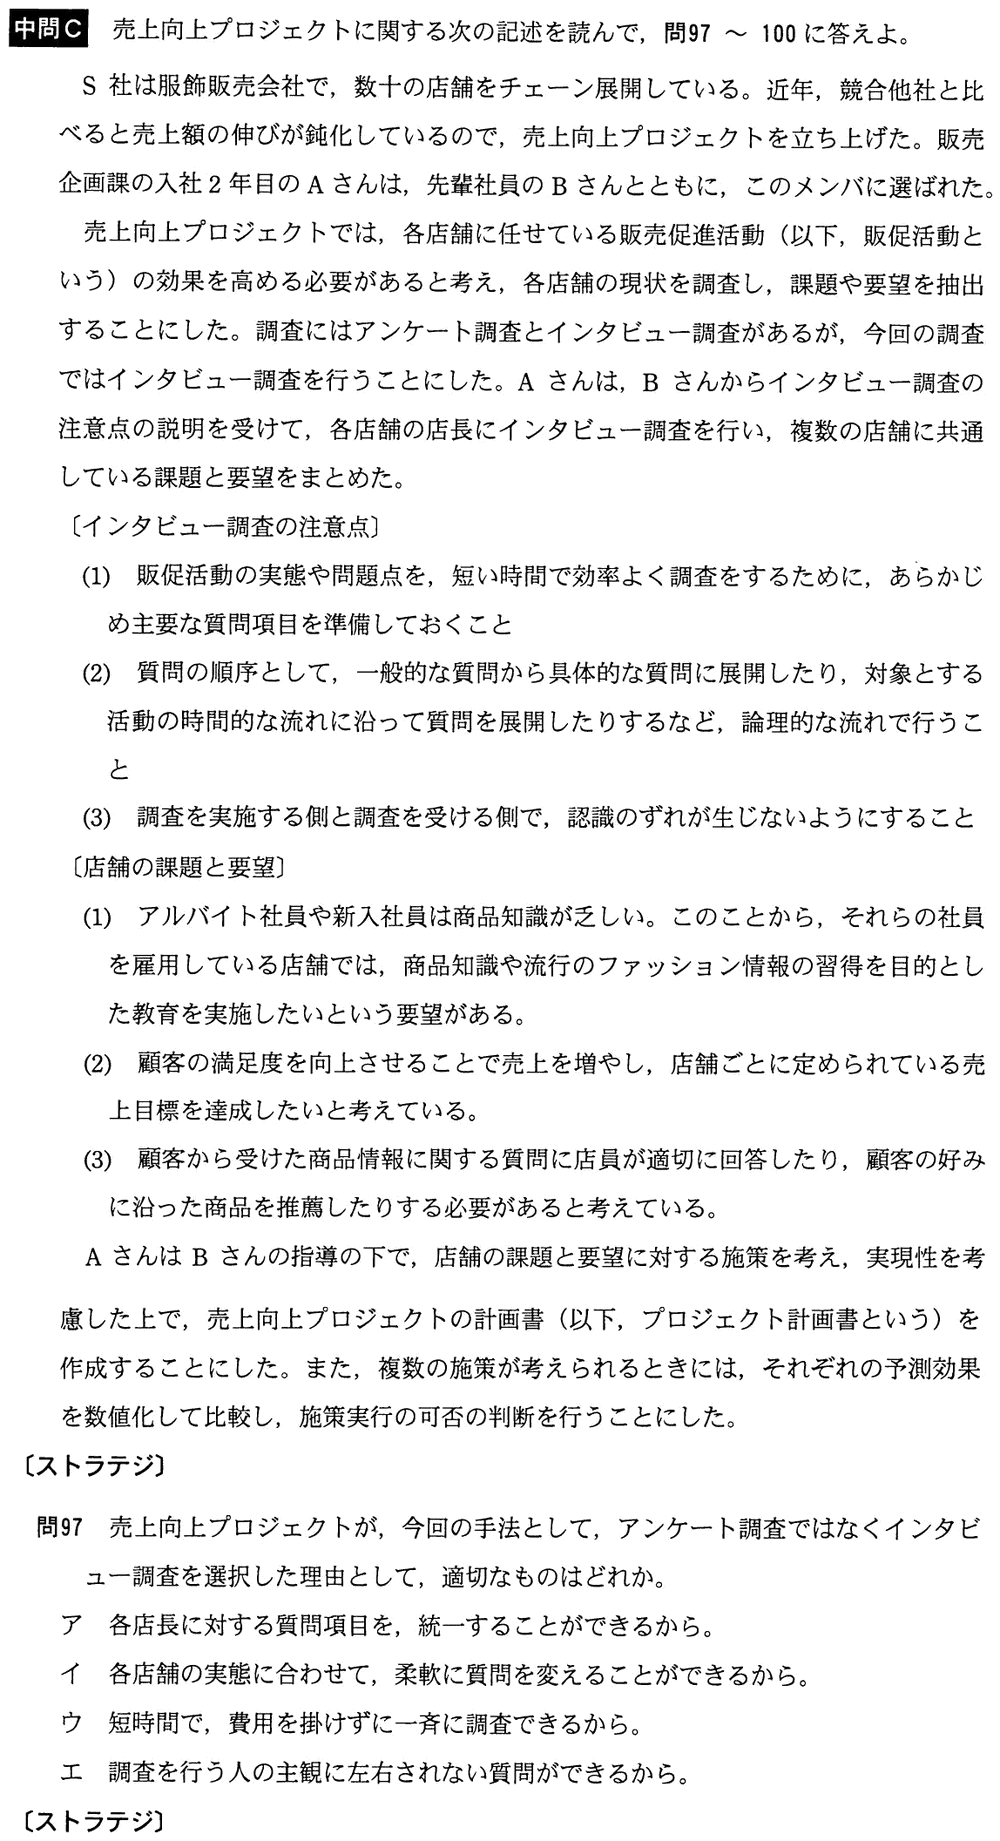 中問C 売上向上プロジェクトに関する次の記述を読んで，問97 ～ 100に答えよ。
S 社は服飾販売会社で，数十の店舗をチェーン展開している。近年，競合他社と比
べると売上額の伸びが鈍化しているので，売上向上プロジェクトを立ち上げた。販売
企画課の入社2年目のAさんは，先輩社員のBさんとともに，このメンバに選ばれた。
売上向上プロジェクトでは，各店舗に任せている販売促進活動（以下，販促活動と
いう）の効果を高める必要があると考え，各店舗の現状を調査し，課題や要望を抽出
することにした。調査にはアンケート調査とインタビュー調査があるが，今回の調査
ではインタビュー調査を行うことにした。A さんは，B さんからインタビュー調査の
注意点の説明を受けて，各店舗の店長にインタビュー調査を行い，複数の店舗に共通
している課題と要望をまとめた。
〔インタビュー調査の注意点〕
(1) 販促活動の実態や問題点を，短い時間で効率よく調査をするために，あらかじ
め主要な質問項目を準備しておくこと
(2) 質問の順序として，一般的な質問から具体的な質問に展開したり，対象とする
活動の時間的な流れに沿って質問を展開したりするなど，論理的な流れで行うこ
と
(3) 調査を実施する側と調査を受ける側で，認識のずれが生じないようにすること
〔店舗の課題と要望〕
(1) アルバイト社員や新入社員は商品知識が乏しい。このことから，それらの社員
を雇用している店舗では，商品知識や流行のファッション情報の習得を目的とし
た教育を実施したいという要望がある。
(2) 顧客の満足度を向上させることで売上を増やし，店舗ごとに定められている売
上目標を達成したいと考えている。
(3) 顧客から受けた商品情報に関する質問に店員が適切に回答したり，顧客の好み
に沿った商品を推薦したりする必要があると考えている。
A さんは B さんの指導の下で，店舗の課題と要望に対する施策を考え，実現性を考
慮した上で，売上向上プロジェクトの計画書（以下，プロジェクト計画書という）を
作成することにした。また，複数の施策が考えられるときには，それぞれの予測効果
を数値化して比較し，施策実行の可否の判断を行うことにした。
〔ストラテジ〕
問97 売上向上プロジェクトが，今回の手法として，アンケート調査ではなくインタビ
ュー調査を選択した理由として，適切なものはどれか。
ア 各店長に対する質問項目を，統一することができるから。
イ 各店舗の実態に合わせて，柔軟に質問を変えることができるから。
ウ 短時間で，費用を掛けずに一斉に調査できるから。
エ 調査を行う人の主観に左右されない質問ができるから。
〔ストラテジ〕